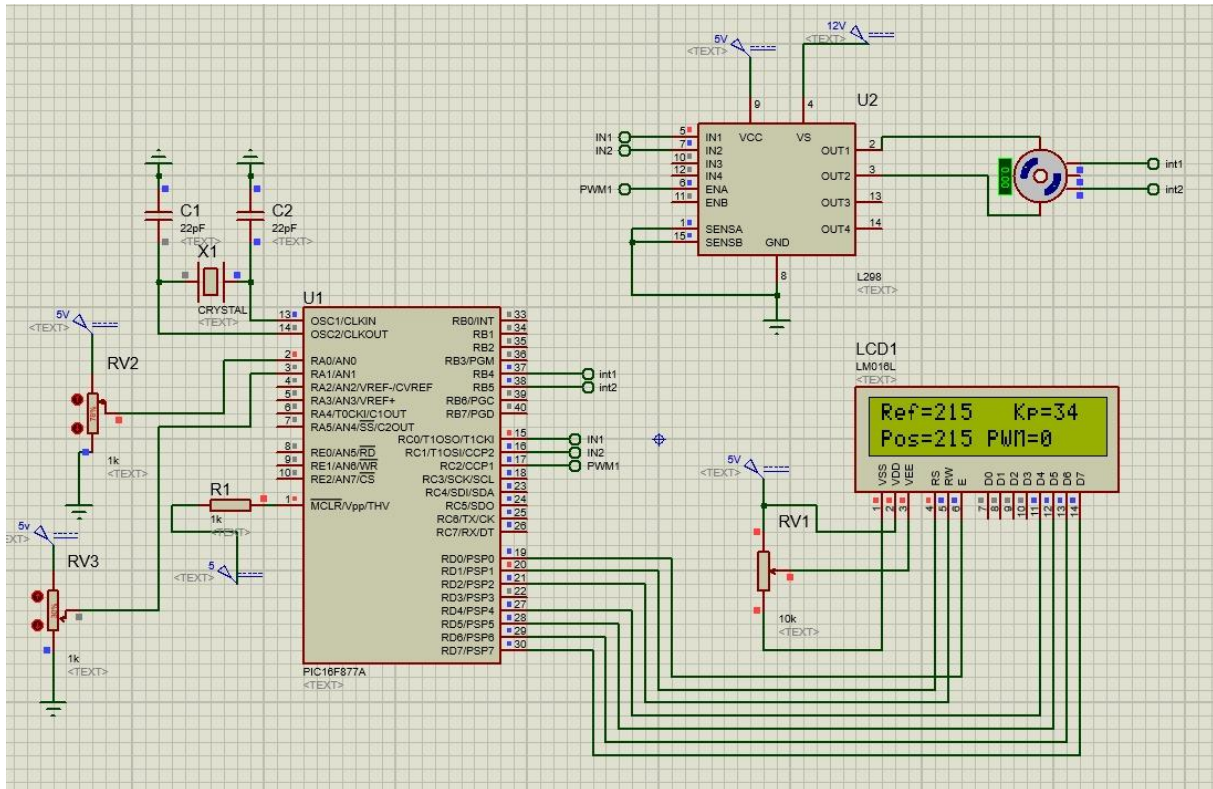 12V
<TEXT>
5V
<TEXT>
U2
9
4
VCC
VS
IN1
5
IN1
IN2
7
IN2
10
IN3
12
IN4
PWM1
6
ENA
11
ENB
1
SENSA
15
SENSB
GND
8
OUT1
2
OUT2
3
OUT3
13
OUT4
14
L298
<TEXT>
int1
int2
C1
22pF
<TEXT>
C2
22pF
<TEXT>
X1
CRYSTAL
<TEXT>
5V
<TEXT>
RV2
1k
<TEXT>
5v
RV3
1k
<TEXT>
R1
1k
<TEXT>
5
<TEXT>
U1
13
OSC1/CLKIN
14
OSC2/CLKOUT
2
RA0/AN0
3
RA1/AN1
4
RA2/AN2/VREF-/CVREF
5
RA3/AN3/VREF+
6
RA4/T0CKI/C1OUT
7
RA5/AN4/SS/C2OUT
8
RE0/AN5/RD
9
RE1/AN6/WR
10
RE2/AN7/CS
1
MCLR/Vpp/THV
RB0/INT
33
RB1
34
RB2
35
RB3/PGM
36
RB4
37
int1
RB5
38
int2
RB6/PGC
39
RB7/PGD
40
RC0/T1OSO/T1CKI
15
IN1
RC1/T1OSI/CCP2
16
IN2
RC2/CCP1
17
PWM1
RC3/SCK/SCL
18
RC4/SDI/SDA
23
RC5/SDO
24
RC6/TX/CK
25
RC7/RX/DT
26
RD0/PSP0
19
RD1/PSP1
20
RD2/PSP2
21
RD3/PSP3
22
RD4/PSP4
27
RD5/PSP5
28
RD6/PSP6
29
RD7/PSP7
30
PIC16F877A
<TEXT>
LCD1
LM016L
<TEXT>
Ref=215 Kp=34
Pos=215 PWM=0
VSS
VDD
VEE
RS
RW
E
D0
D1
D2
D3
D4
D5
D6
D7
1
2
3
4
5
6
7
8
9
10
11
12
13
14
5V
<TEXT>
RV1
10k
<TEXT>